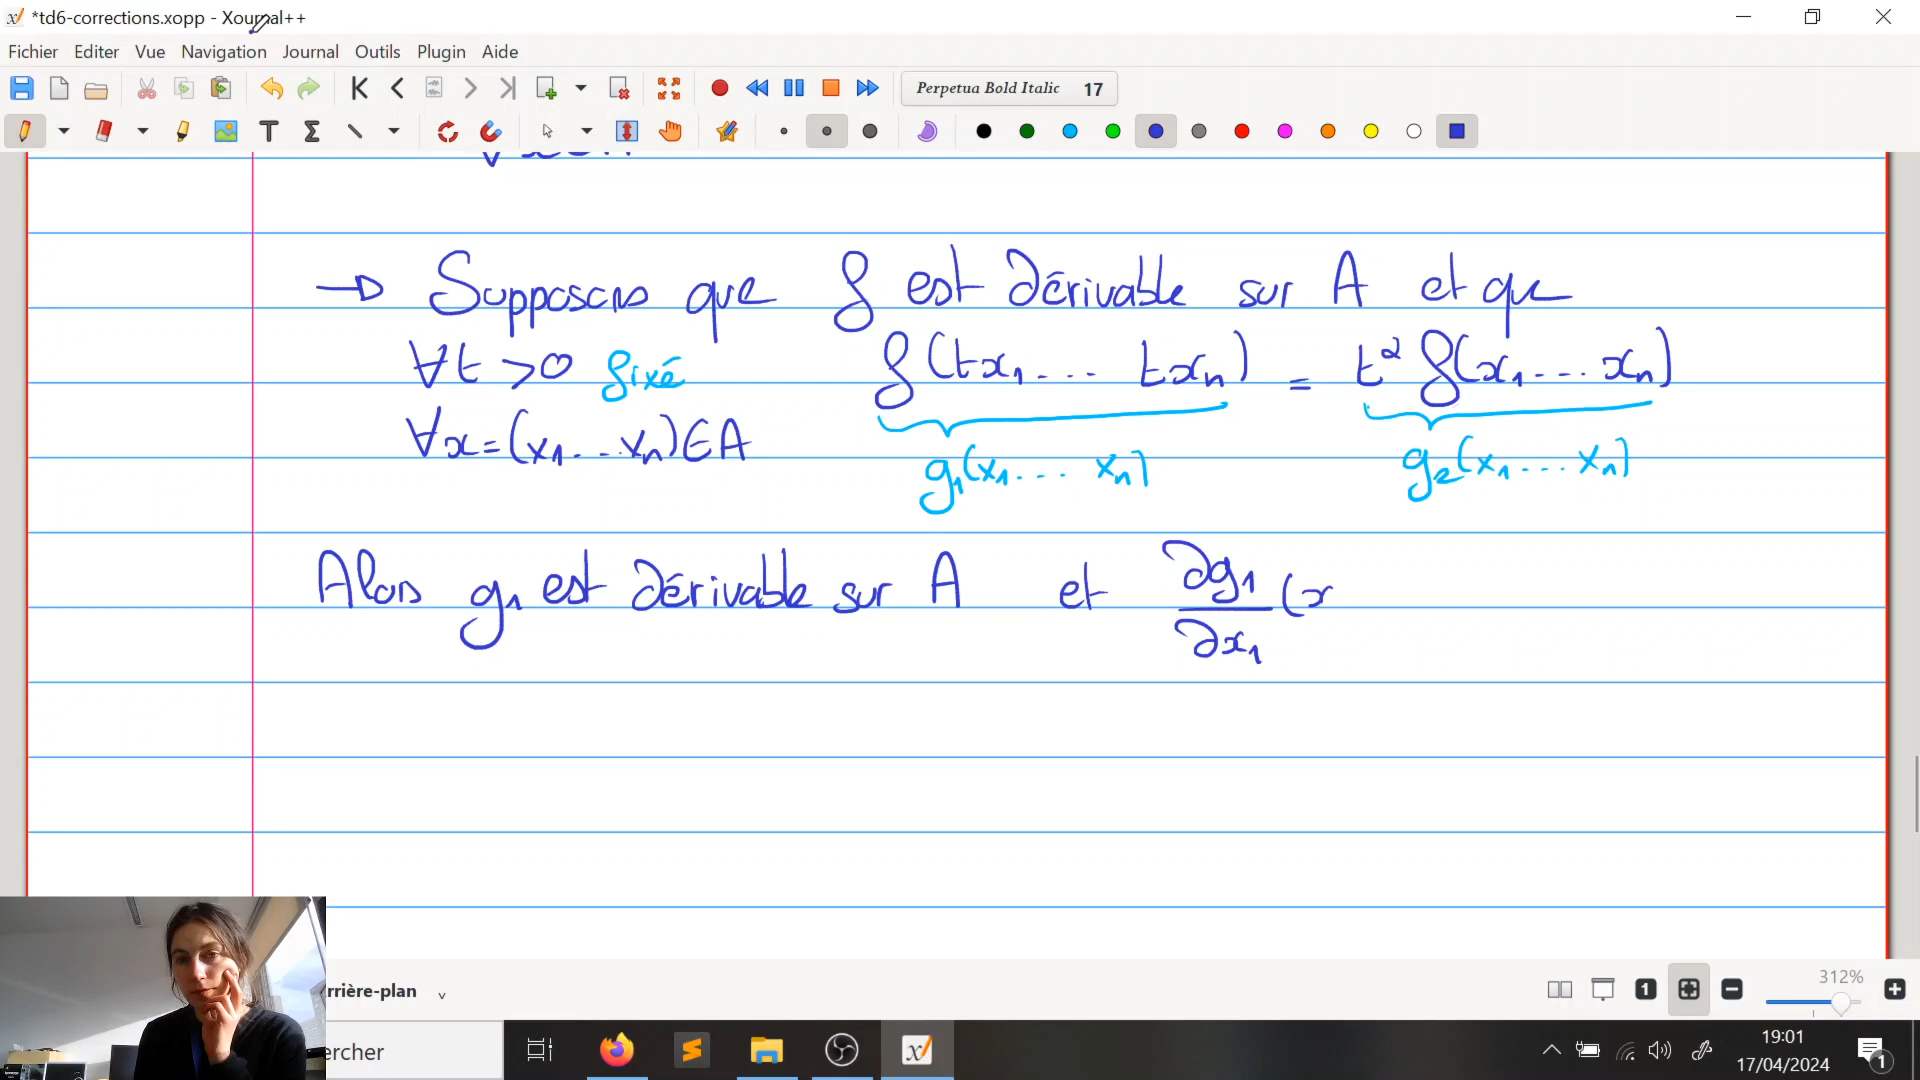 *td6-corrections.xopp - Xournal++
Fichier Editer Vue Navigation Journal Outils Plugin Aide
Perpetua Bold Italic 17
→ Supposons que f est dérivable sur A et que
∀t >0 fixé f(tx₁... txₙ) = t² f(x₁... xₙ)
∀x=(x₁...xₙ)∈A
g₁(x₁... xₙ) g₂(x₁... xₙ)
Alors g₁ est dérivable sur A et ∂g₁/∂x₁ (x
rrière-plan
312%
ercher
19:01
17/04/2024
1